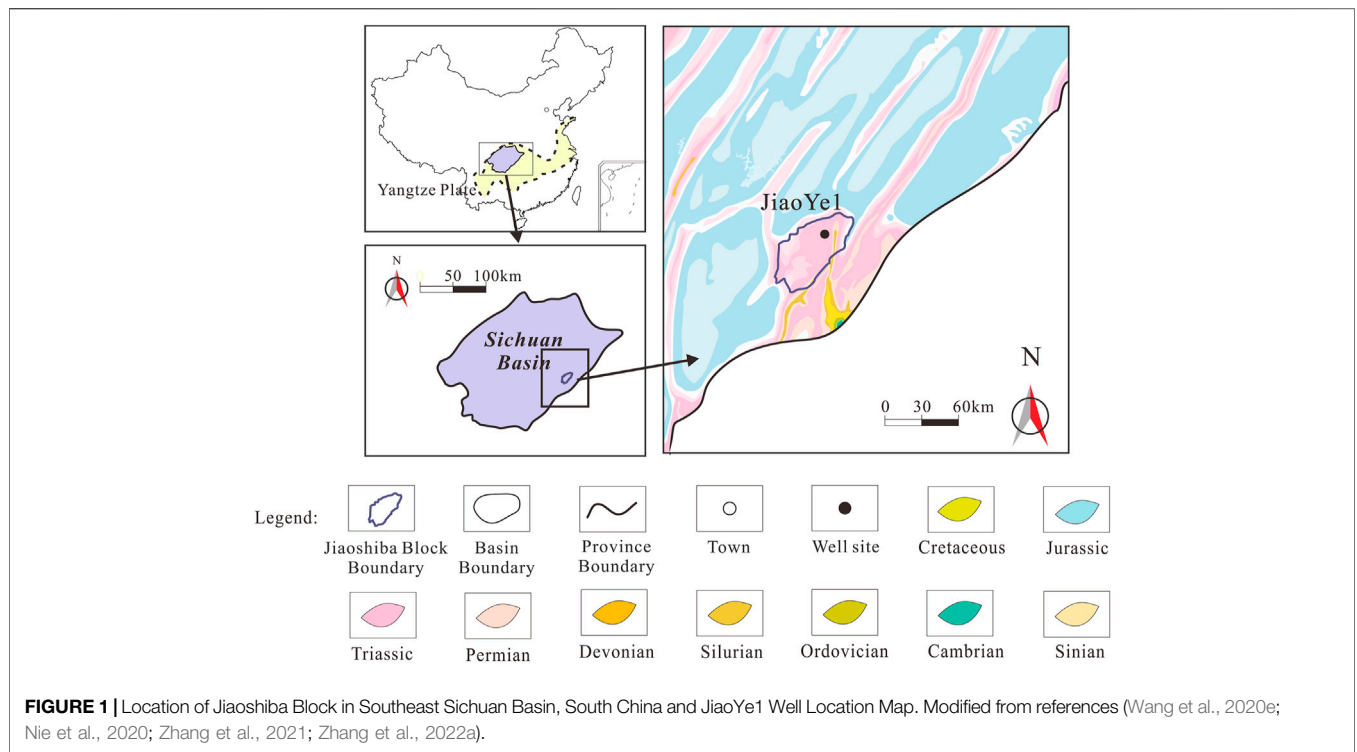 Yangtze Plate
N
0 50 100km
Sichuan
Basin
JiaoYe1
N
0 30 60km
Legend:
Jiaoshiba Block
Boundary
Basin
Boundary
Province
Boundary
Town
Well site
Cretaceous
Jurassic
Triassic
Permian
Devonian
Silurian
Ordovician
Cambrian
Sinian
FIGURE 1 | Location of Jiaoshiba Block in Southeast Sichuan Basin, South China and JiaoYe1 Well Location Map. Modified from references (Wang et al., 2020e;
Nie et al., 2020; Zhang et al., 2021; Zhang et al., 2022a).